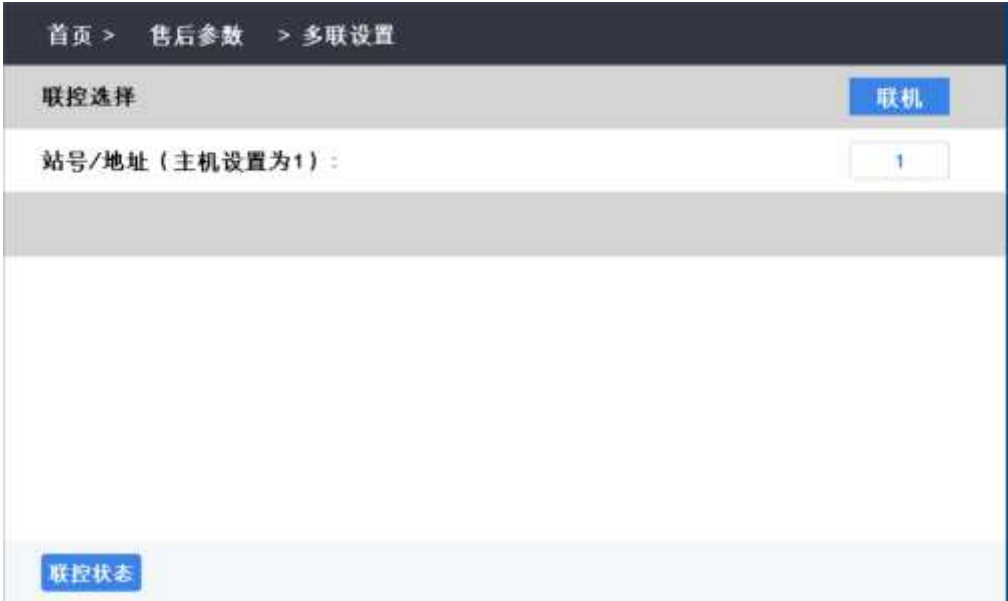 首页 > 售后参数 > 多联设置
联控选择 联机
站号/地址（主机设置为1）: 1
联控状态